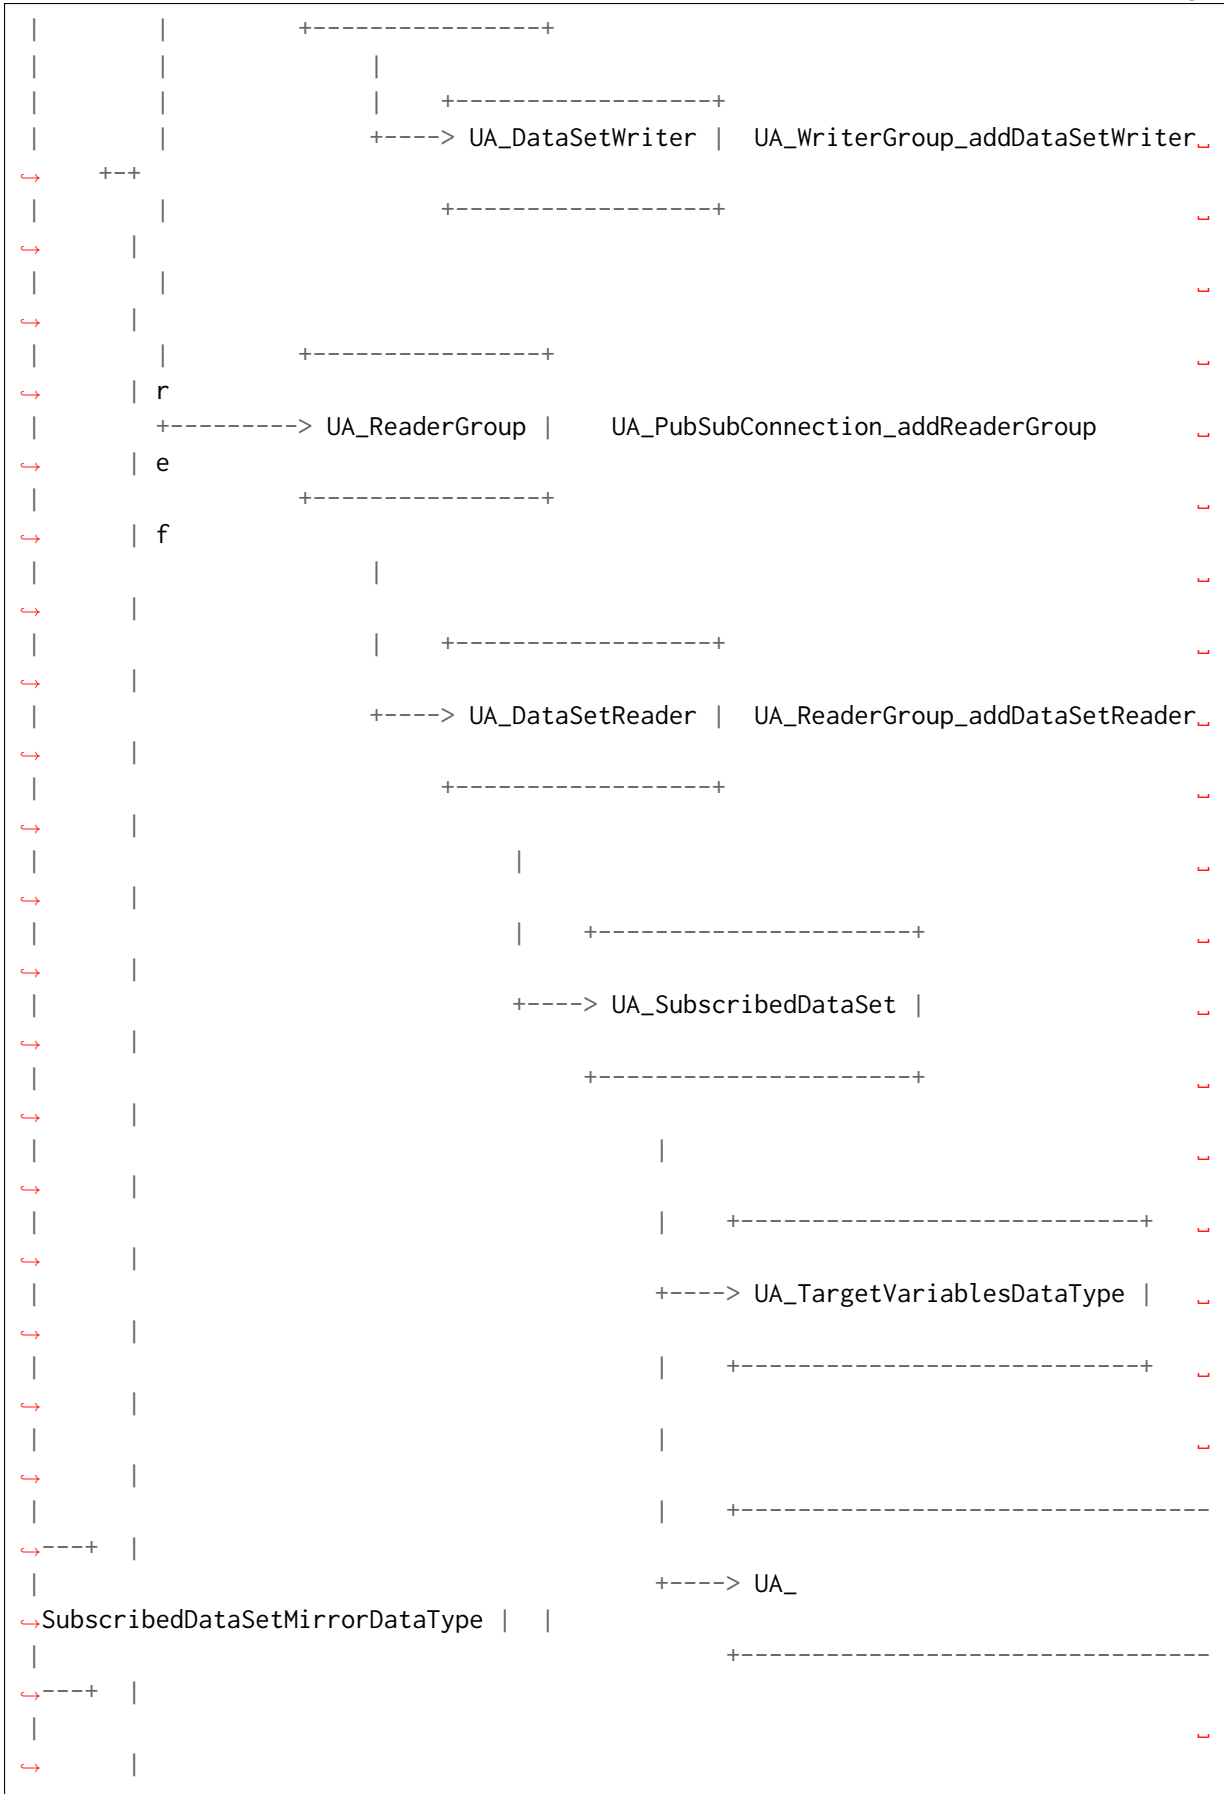 |         |         +----------------+
|         |               |
|         |               |    +------------------+
|         |               +----> UA_DataSetWriter |  UA_WriterGroup_addDataSetWriter␣
↪    +-+
|         |                    +------------------+                                 ␣
↪      |
|         |                                                                         ␣
↪      |
|         |         +----------------+                                              ␣
↪      | r
|         +---------> UA_ReaderGroup |    UA_PubSubConnection_addReaderGroup       ␣
↪      | e
|                   +----------------+                                              ␣
↪      | f
|                         |                                                         ␣
↪      |
|                         |    +------------------+                                 ␣
↪      |
|                         +----> UA_DataSetReader |  UA_ReaderGroup_addDataSetReader␣
↪      |
|                              +------------------+                                 ␣
↪      |
|                                   |                                               ␣
↪      |
|                                   |    +----------------------+                   ␣
↪      |
|                                   +----> UA_SubscribedDataSet |                   ␣
↪      |
|                                        +----------------------+                   ␣
↪      |
|                                             |                                     ␣
↪      |
|                                             |    +----------------------------+   ␣
↪      |
|                                             +----> UA_TargetVariablesDataType |   ␣
↪      |
|                                             |    +----------------------------+   ␣
↪      |
|                                             |                                     ␣
↪      |
|                                             |    +---------------------------------
↪---+  |
|                                             +----> UA_
↪SubscribedDataSetMirrorDataType |  |
|                                                  +---------------------------------
↪---+  |
|                                                                                   ␣
↪      |